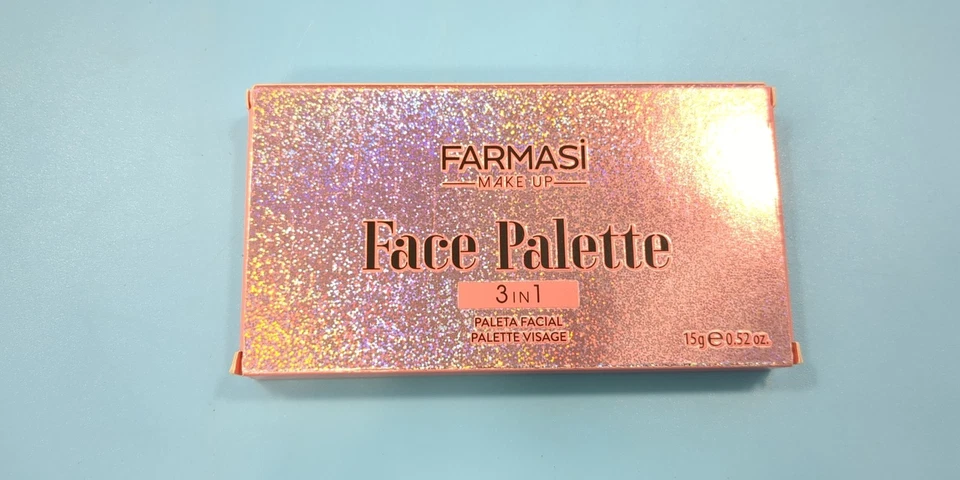 FARMASi
MAKE UP
Face Palette
3 IN 1
PALETA FACIAL
PALETTE VISAGE
15g ℮ 0.52 oz.